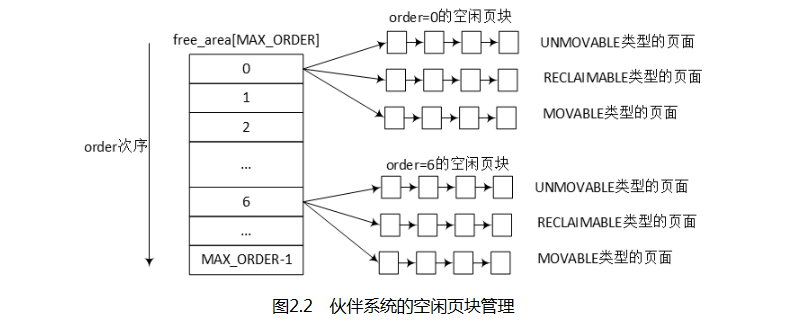 order=0的空闲页块
free_area[MAX_ORDER]
UNMOVABLE类型的页面
0
RECLAIMABLE类型的页面
1
MOVABLE类型的页面
2
order次序
...
order=6的空闲页块
UNMOVABLE类型的页面
6
RECLAIMABLE类型的页面
...
MOVABLE类型的页面
MAX_ORDER-1
图2.2 伙伴系统的空闲页块管理